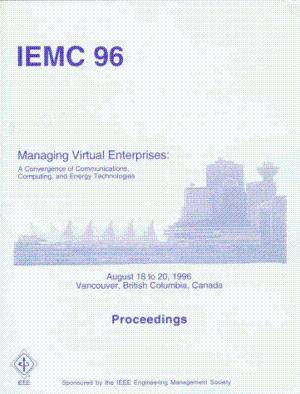 IEMC 96
Managing Virtual Enterprises:
A Convergence of Communications,
Computing, and Energy Technologies
August 18 to 20, 1996
Vancouver, British Columbia, Canada
Proceedings
IEEE
Sponsored by the IEEE Engineering Management Society